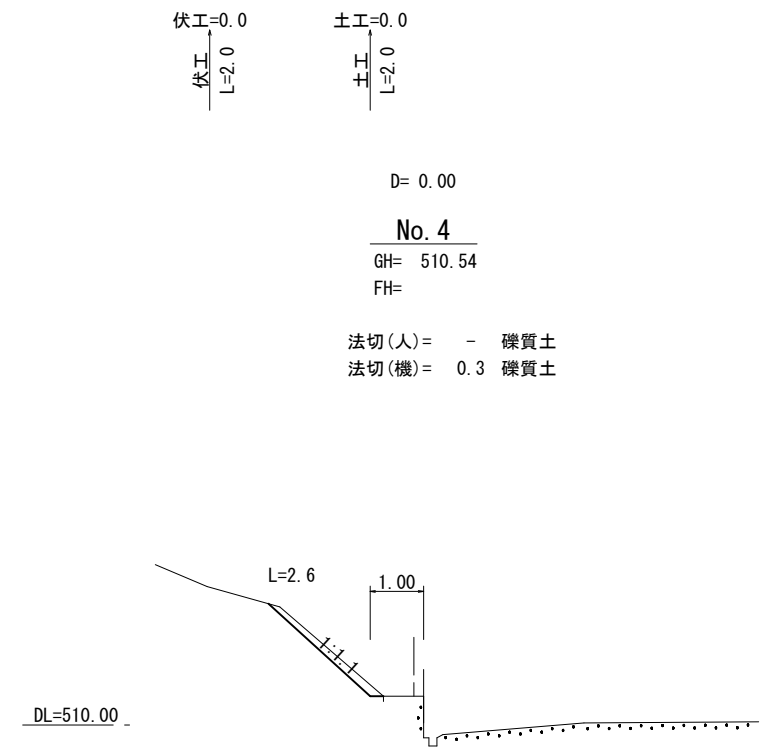 伏工=0.0
土工=0.0
伏工
L=2.0
土工
L=2.0
D= 0.00
No.4
GH= 510.54
FH=
法切(人)= - 礫質土
法切(機)= 0.3 礫質土
L=2.6
1.00
1:1.1
DL=510.00